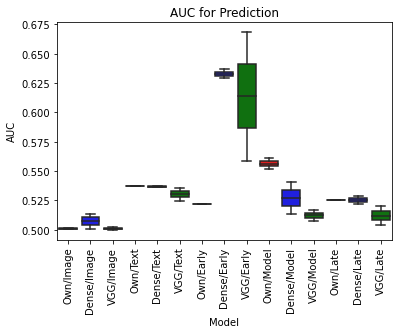 AUC for Prediction
0.675
0.650
0.625
0.600
0.575
0.550
0.525
0.500
AUC
Own/Image
Dense/Image
VGG/Image
Own/Text
Dense/Text
VGG/Text
Own/Early
Dense/Early
VGG/Early
Own/Model
Dense/Model
VGG/Model
Own/Late
Dense/Late
VGG/Late
Model